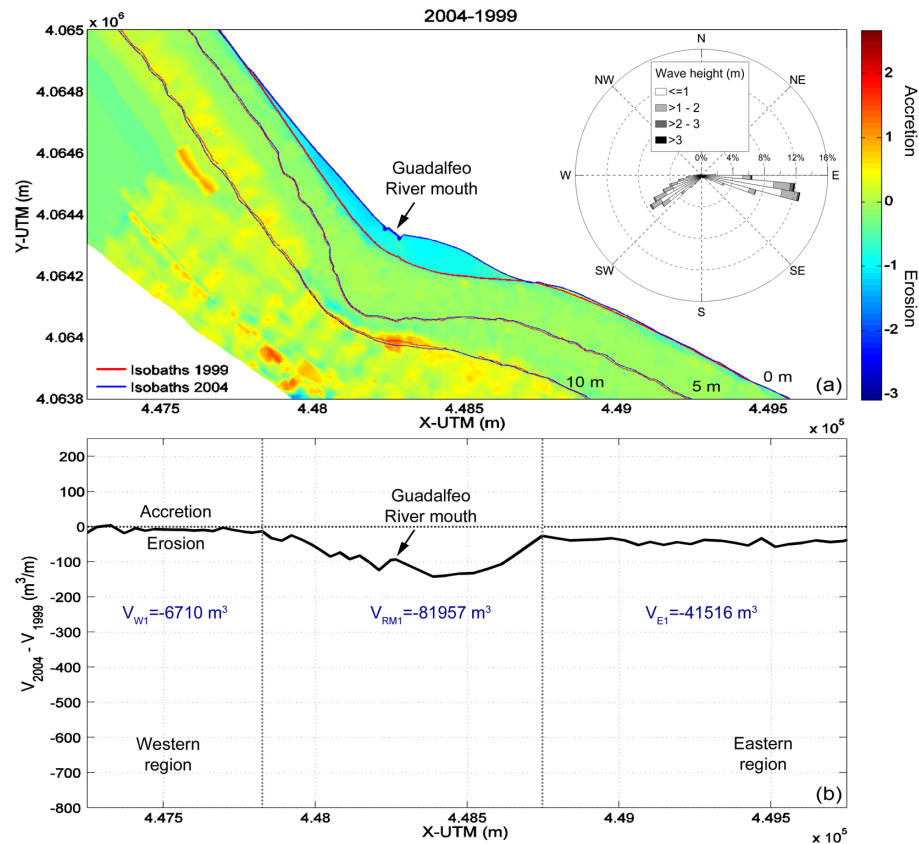 2004-1999
x 10⁶
4.065
4.0648
4.0646
4.0644
4.0642
4.064
4.0638
Y-UTM (m)
Guadalfeo
River mouth
Isobaths 1999
Isobaths 2004
10 m
5 m
0 m
(a)
4.475
4.48
4.485
4.49
4.495
X-UTM (m)
x 10⁵
N
NE
E
SE
S
SW
W
NW
Wave height (m)
<=1
>1 - 2
>2 - 3
>3
0%
4%
8%
12%
16%
2
1
0
-1
-2
-3
Accretion
Erosion
200
100
0
-100
-200
-300
-400
-500
-600
-700
-800
V2004 - V1999 (m³/m)
Accretion
Erosion
Guadalfeo
River mouth
VW1=-6710 m³
VRM1=-81957 m³
VE1=-41516 m³
Western
region
Eastern
region
(b)
4.475
4.48
4.485
4.49
4.495
X-UTM (m)
x 10⁵